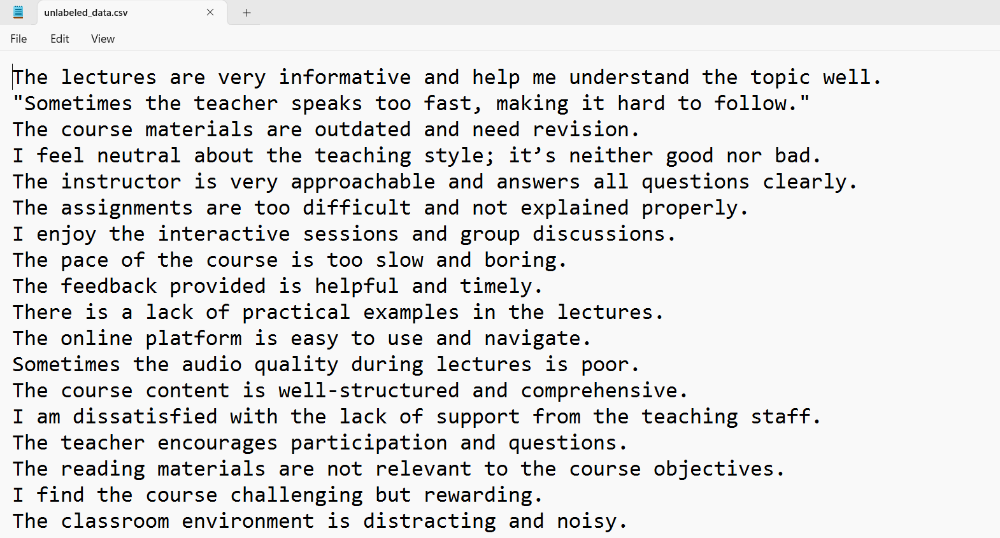 unlabeled_data.csv
File Edit View
The lectures are very informative and help me understand the topic well.
"Sometimes the teacher speaks too fast, making it hard to follow."
The course materials are outdated and need revision.
I feel neutral about the teaching style; it’s neither good nor bad.
The instructor is very approachable and answers all questions clearly.
The assignments are too difficult and not explained properly.
I enjoy the interactive sessions and group discussions.
The pace of the course is too slow and boring.
The feedback provided is helpful and timely.
There is a lack of practical examples in the lectures.
The online platform is easy to use and navigate.
Sometimes the audio quality during lectures is poor.
The course content is well-structured and comprehensive.
I am dissatisfied with the lack of support from the teaching staff.
The teacher encourages participation and questions.
The reading materials are not relevant to the course objectives.
I find the course challenging but rewarding.
The classroom environment is distracting and noisy.